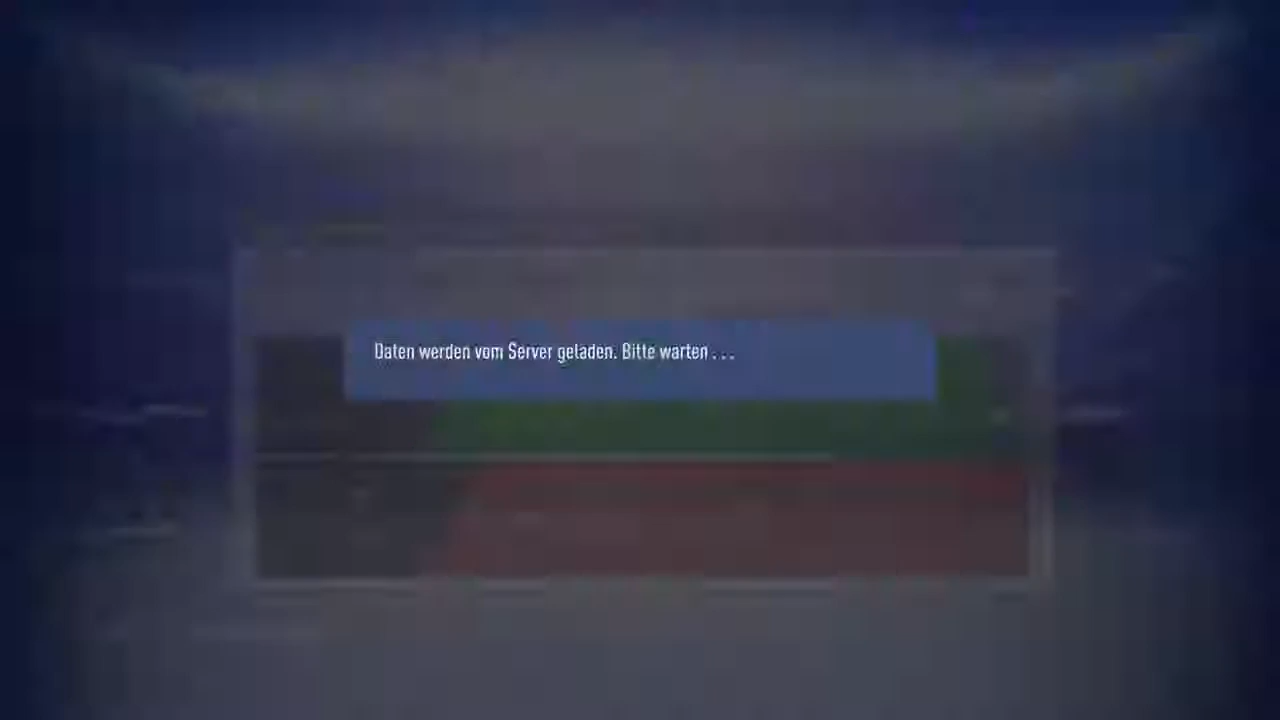 Daten werden vom Server geladen. Bitte warten . . .